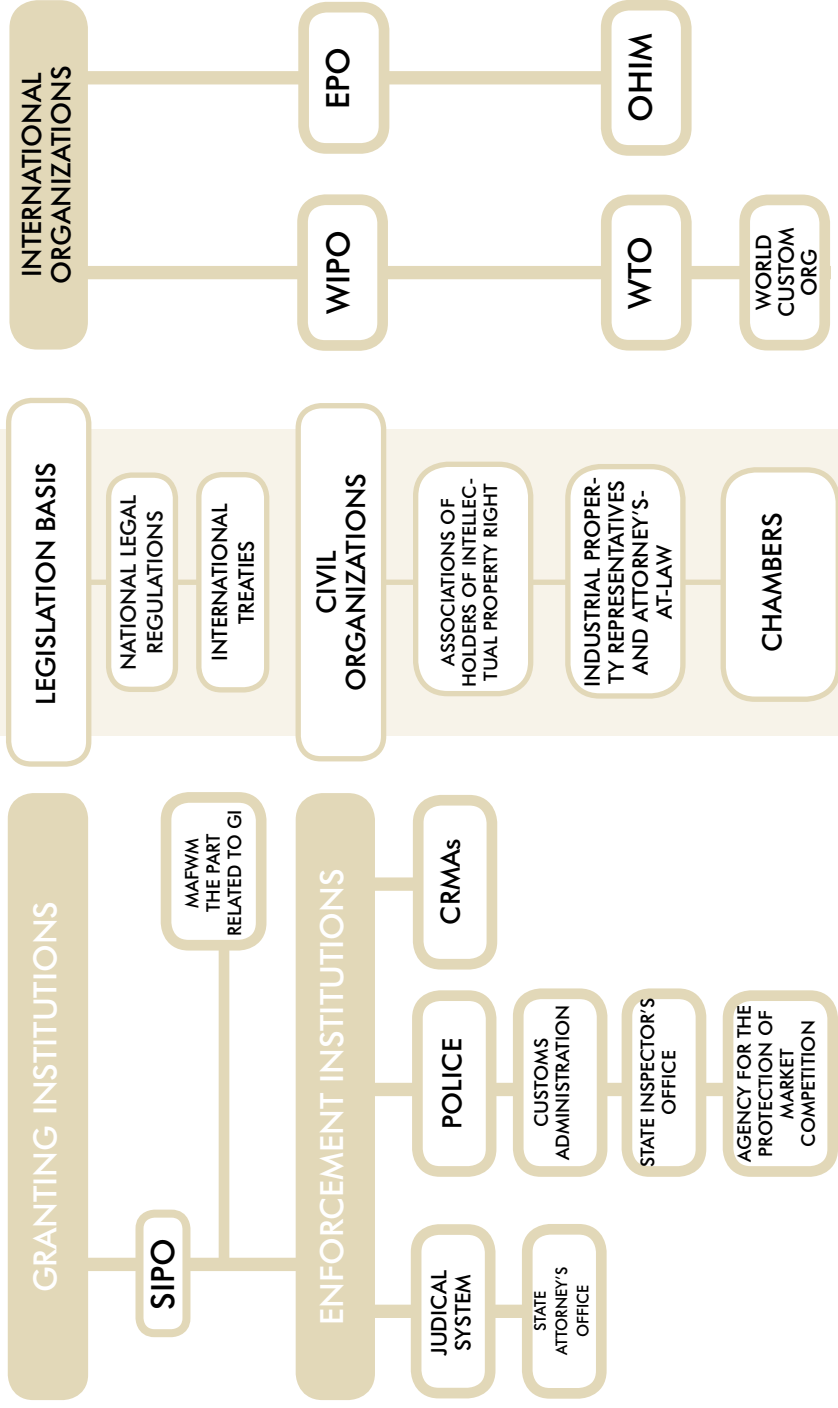 GRANTING INSTITUTIONS
SIPO
MAFWM
THE PART
RELATED TO GI
ENFORCEMENT INSTITUTIONS
JUDICAL
SYSTEM
STATE
ATTORNEY'S
OFFICE
POLICE
CUSTOMS
ADMINISTRATION
STATE INSPECTOR'S
OFFICE
AGENCY FOR THE
PROTECTION OF
MARKET
COMPETITION
CRMAs
LEGISLATION BASIS
NATIONAL LEGAL
REGULATIONS
INTERNATIONAL
TREATIES
CIVIL
ORGANIZATIONS
ASSOCIATIONS OF
HOLDERS OF INTELLEC-
TUAL PROPERTY RIGHT
INDUSTRIAL PROPER-
TY REPRESENTATIVES
AND ATTORNEY'S-
AT-LAW
CHAMBERS
INTERNATIONAL
ORGANIZATIONS
WIPO
WTO
WORLD
CUSTOM
ORG
EPO
OHIM